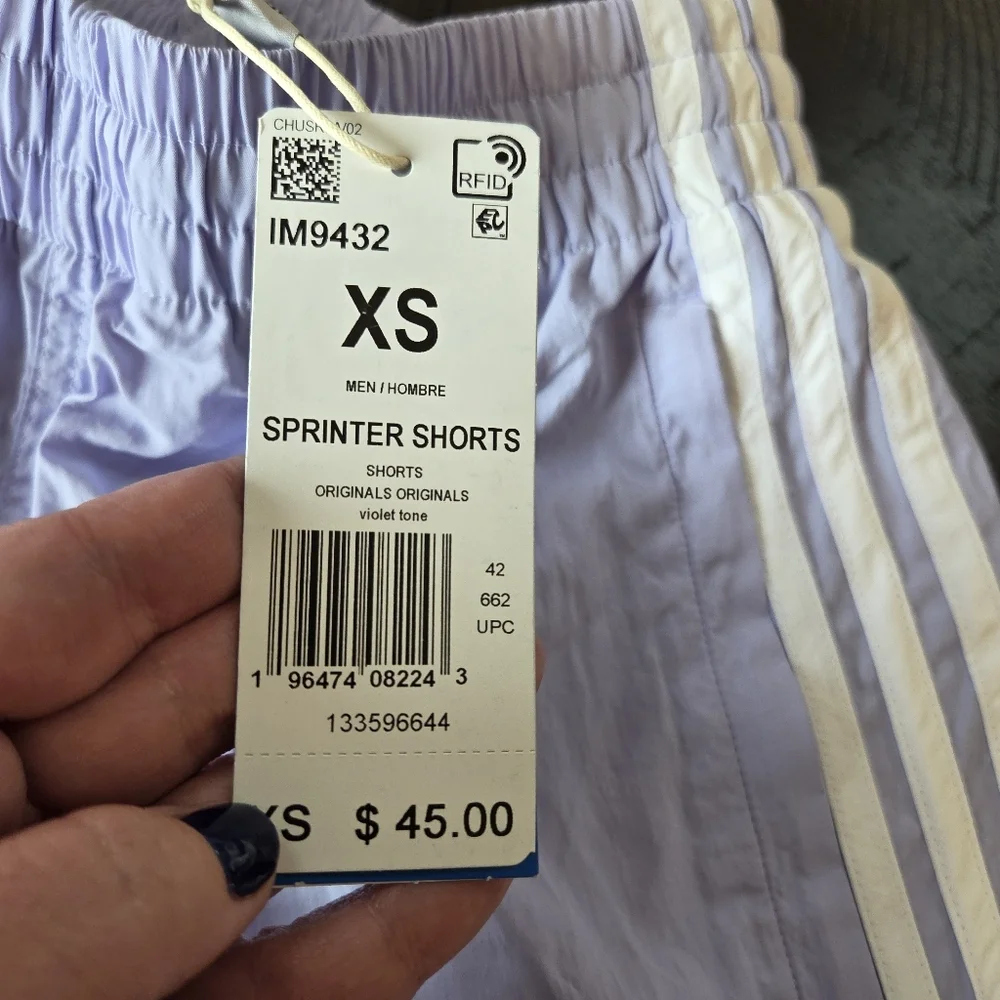 RFID
IM9432
XS
MEN / HOMBRE
SPRINTER SHORTS
SHORTS
ORIGINALS ORIGINALS
violet tone
42
662
UPC
1 96474 08224 3
133596644
XS $ 45.00